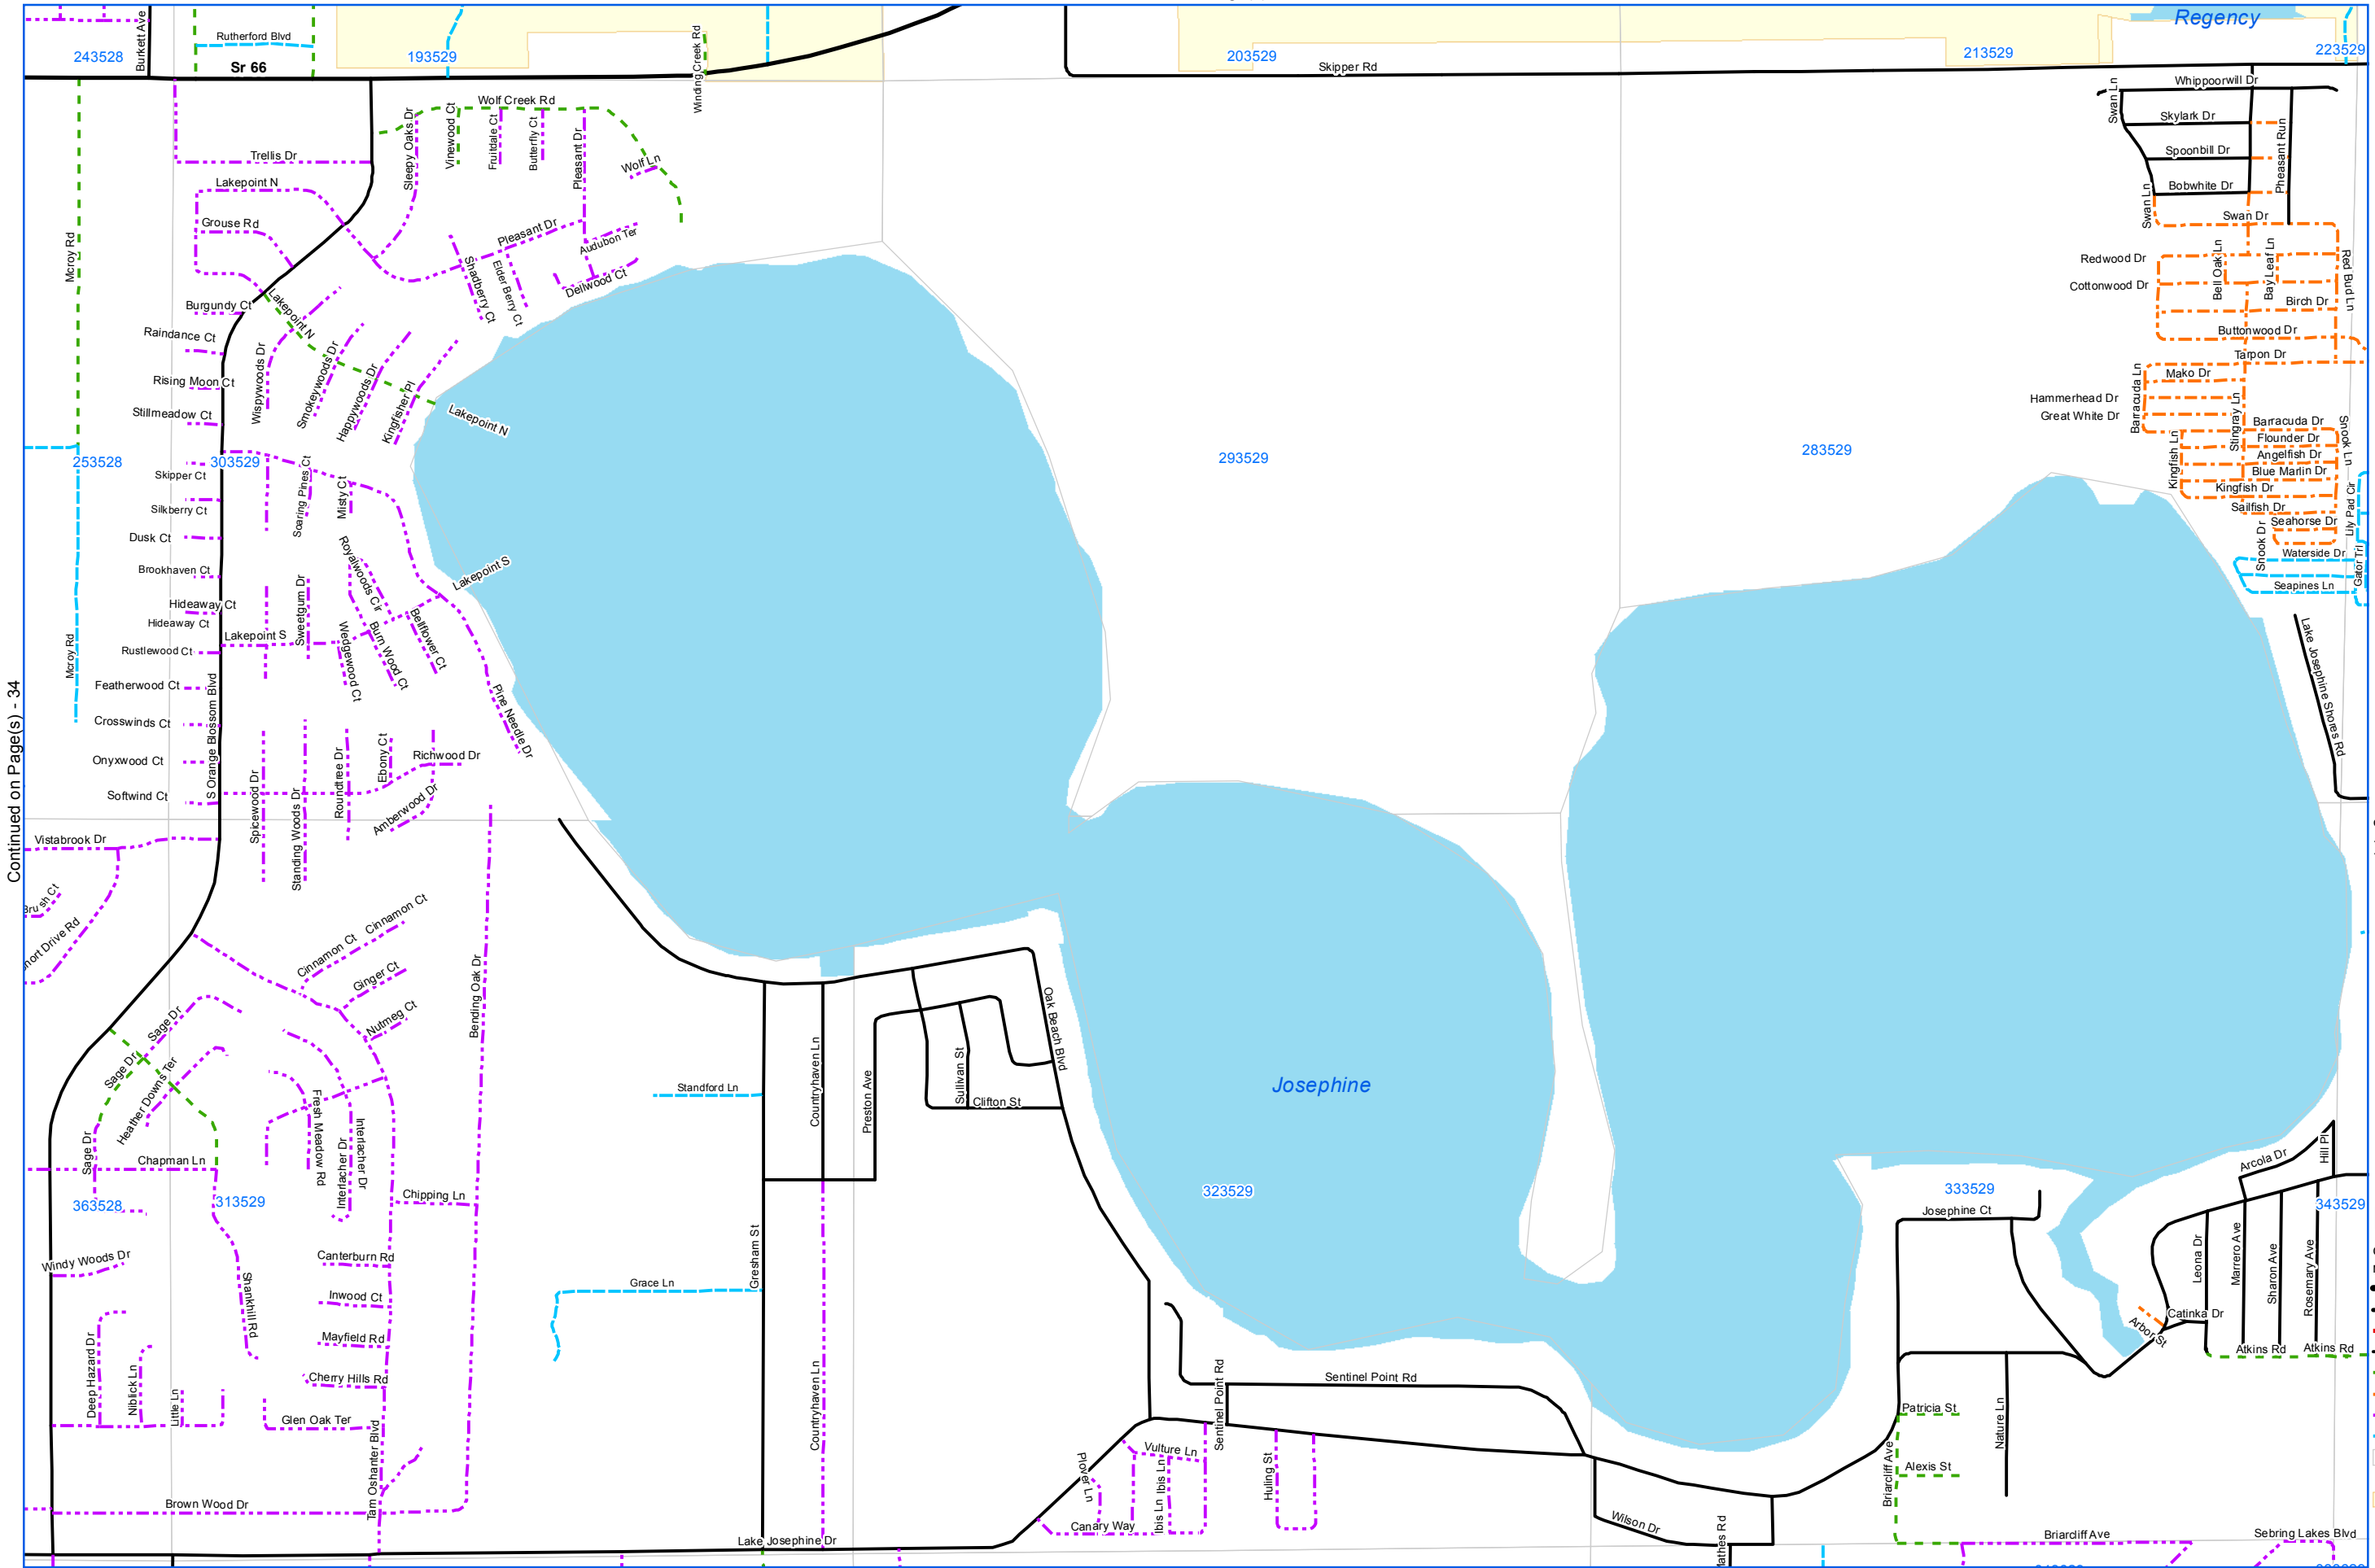 Regency
243528
Burkett Ave
Rutherford Blvd
Sr 66
193529
Winding Creek Rd
203529
Skipper Rd
213529
223529
Whippoorwill Dr
Swan Ln
Skylark Dr
Spoonbill Dr
Pheasant Run
Bobwhite Dr
Swan Ln
Swan Dr
Redwood Dr
Bell Oak Ln
Bay Leaf Ln
Red Bud Ln
Cottonwood Dr
Birch Dr
Buttonwood Dr
Tarpon Dr
Barracuda Ln
Mako Dr
Hammerhead Dr
Great White Dr
Stingray Ln
Barracuda Dr
Snook Ln
Flounder Dr
Kingfish Ln
Angelfish Dr
Blue Marlin Dr
Kingfish Dr
Sailfish Dr
Lily Pad Cir
Seahorse Dr
Snook Dr
Waterside Dr
Gator Trl
Seapines Ln
Lake Josephine Shores Rd
Wolf Creek Rd
Sleepy Oaks Dr
Vinewood Ct
Fruitdale Ct
Butterfly Ct
Pleasant Dr
Wolf Ln
Trellis Dr
Lakepoint N
Grouse Rd
Pleasant Dr
Audubon Ter
Mcroy Rd
Shadberry Ct
Elder Berry Ct
Dellwood Ct
Burgundy Ct
Lakepoint N
Raindance Ct
Rising Moon Ct
Wispywoods Dr
Smokeywoods Dr
Happywoods Dr
Kingfisher Pl
Lakepoint N
Stillmeadow Ct
253528
303529
293529
283529
Skipper Ct
Soaring Pines Ct
Misty Ct
Silkberry Ct
Dusk Ct
Brookhaven Ct
Royalwoods Cir
Lakepoint S
Hideaway Ct
Hideaway Ct
Sweetgum Dr
Lakepoint S
Wedgewood Ct
Burn Wood Ct
Bellflower Ct
Mcroy Rd
Rustlewood Ct
Featherwood Ct
S Orange Blossom Blvd
Pine Needle Dr
Crosswinds Ct
Onyxwood Ct
Ebony Ct
Richwood Dr
Softwind Ct
Spicewood Dr
Standing Woods Dr
Roundtree Dr
Amberwood Dr
Continued on Page(s) - 34
Vistabrook Dr
Brush Ct
Short Drive Rd
Cinnamon Ct
Cinnamon Ct
Ginger Ct
Nutmeg Ct
Bending Oak Dr
Sage Dr
Sage Dr
Heather Downs Ter
Fresh Meadow Rd
Interlacher Dr
Interlacher Dr
Sage Dr
Chapman Ln
Chipping Ln
363528
313529
Windy Woods Dr
Shankhill Rd
Canterburn Rd
Inwood Ct
Mayfield Rd
Cherry Hills Rd
Deep Hazard Dr
Niblick Ln
Little Ln
Glen Oak Ter
Tam Oshanter Blvd
Brown Wood Dr
Standford Ln
Grace Ln
Gresham St
Countryhaven Ln
Countryhaven Ln
Preston Ave
Sullivan St
Clifton St
Oak Beach Blvd
Josephine
323529
Sentinel Point Rd
Sentinel Point Rd
Vulture Ln
Plover Ln
Ibis Ln
Ibis Ln
Canary Way
Huling St
Lake Josephine Dr
Wilson Dr
Mathes Rd
333529
Josephine Ct
Arcola Dr
Hill Pl
343529
Leona Dr
Marrero Ave
Sharon Ave
Rosemary Ave
Catinka Dr
Arbor St
Atkins Rd
Atkins Rd
Patricia St
Nature Ln
Briarcliff Ave
Alexis St
Briarcliff Ave
Sebring Lakes Blvd